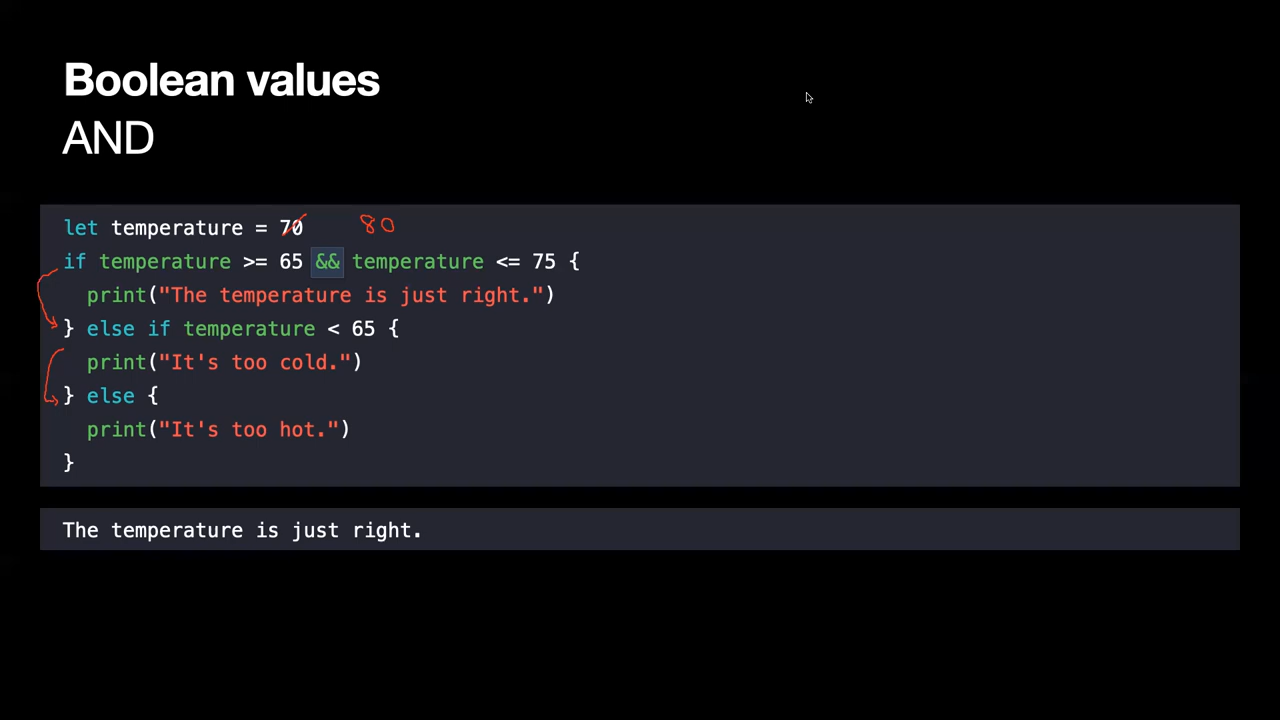 Boolean values
AND
let temperature = 70 80
if temperature >= 65 && temperature <= 75 {
  print("The temperature is just right.")
} else if temperature < 65 {
  print("It's too cold.")
} else {
  print("It's too hot.")
}
The temperature is just right.